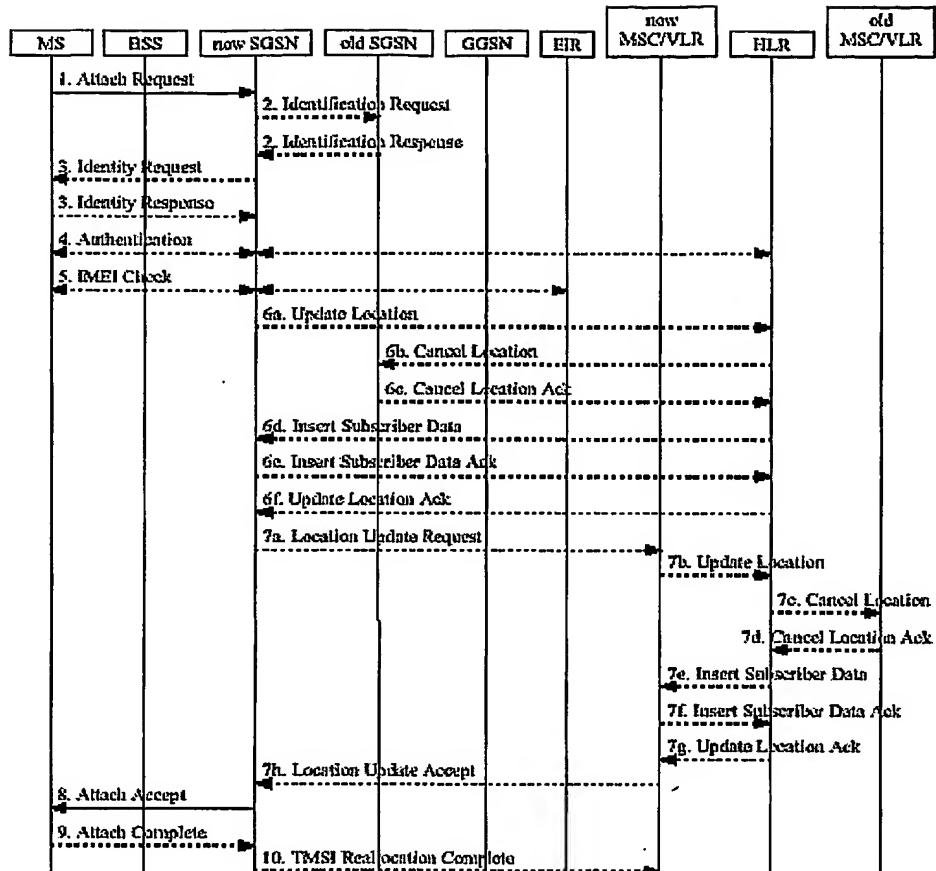 new
old
MS
BSS
new SGSN
old SGSN
GGSN
EIR
MSC/VLR
HLR
MSC/VLR
1. Attach Request
2. Identification Request
2. Identification Response
3. Identity Request
3. Identity Response
4. Authentication
5. IMEI Check
6a. Update Location
6b. Cancel Location
6c. Cancel Location Ack
6d. Insert Subscriber Data
6e. Insert Subscriber Data Ack
6f. Update Location Ack
7a. Location Update Request
7b. Update Location
7c. Cancel Location
7d. Cancel Location Ack
7e. Insert Subscriber Data
7f. Insert Subscriber Data Ack
7g. Update Location Ack
7h. Location Update Accept
8. Attach Accept
9. Attach Complete
10. TMSI Reallocation Complete